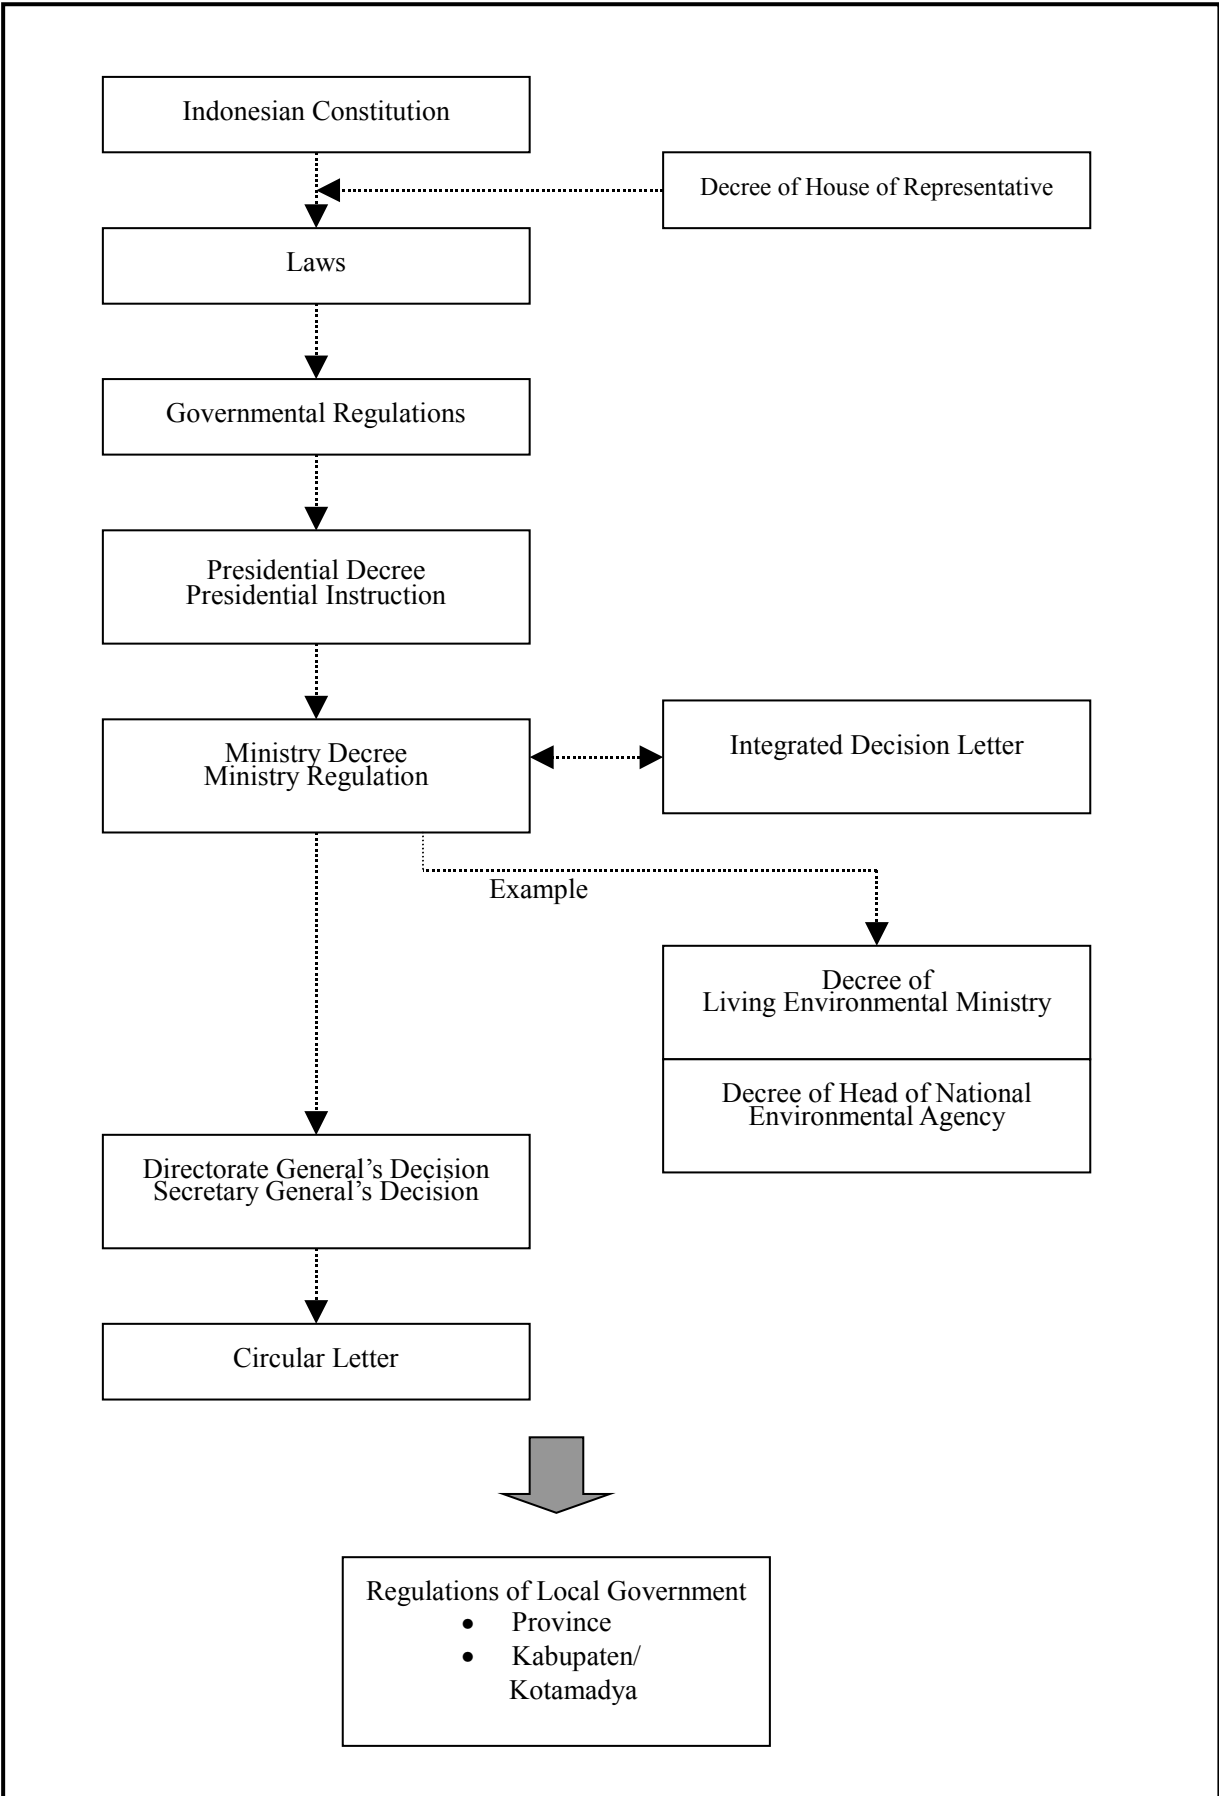 Indonesian Constitution
Decree of House of Representative
Laws
Governmental Regulations
Presidential Decree
Presidential Instruction
Ministry Decree
Ministry Regulation
Integrated Decision Letter
Example
Decree of
Living Environmental Ministry
Decree of Head of National
Environmental Agency
Directorate General’s Decision
Secretary General’s Decision
Circular Letter
Regulations of Local Government
• Province
• Kabupaten/
Kotamadya